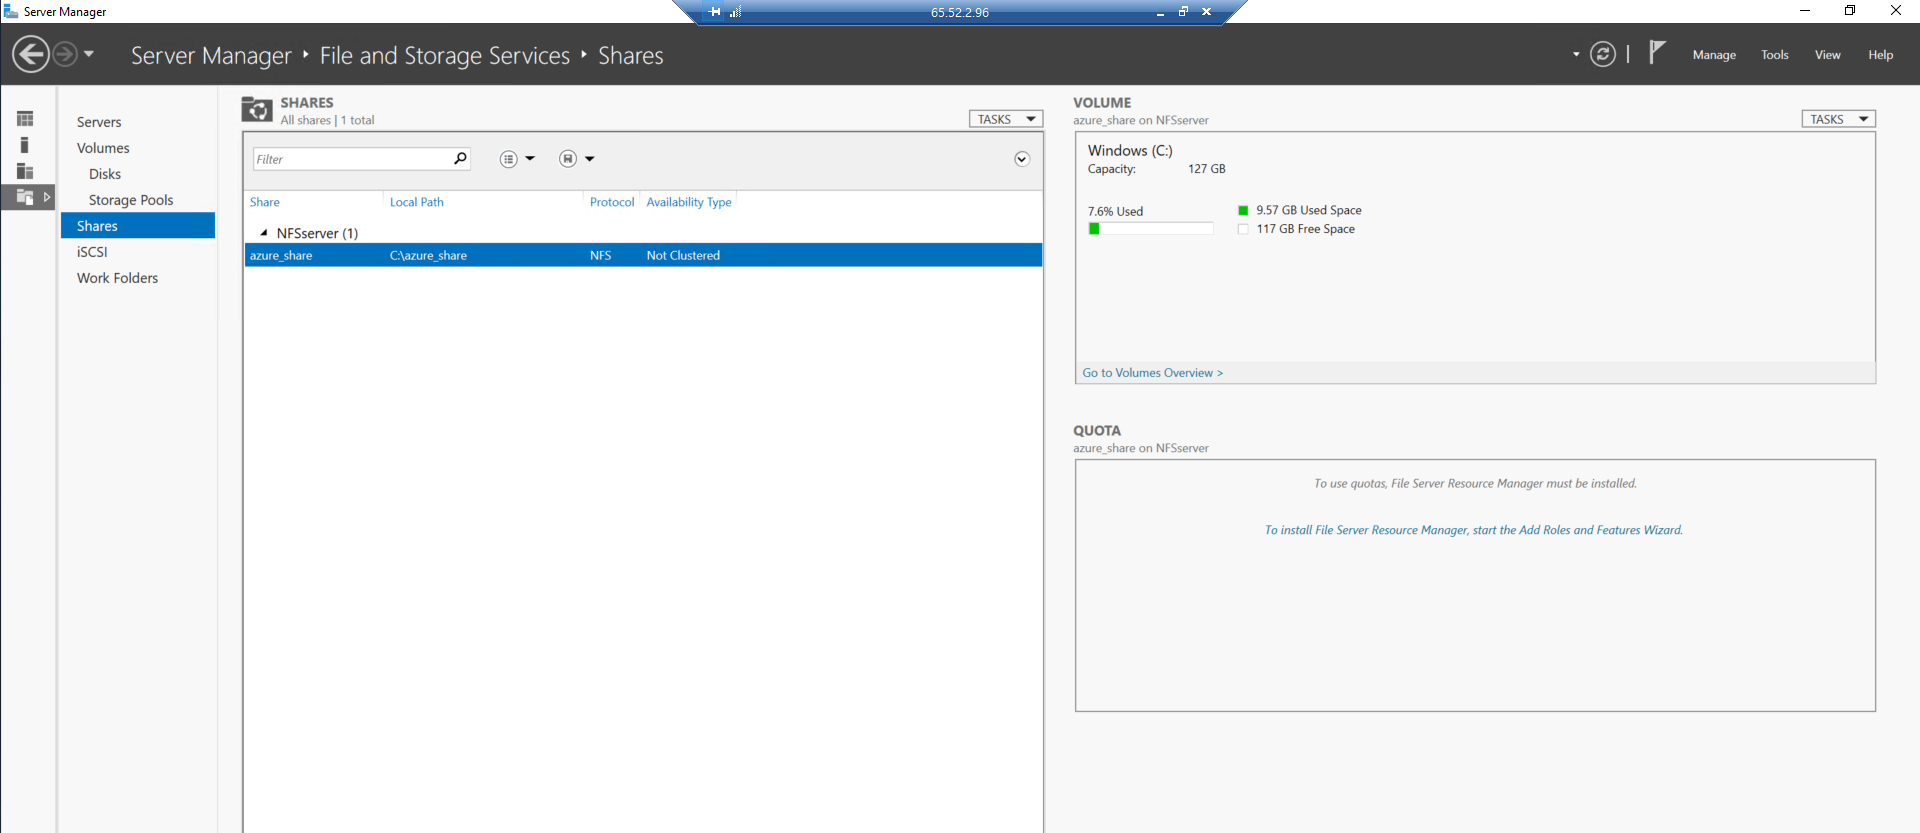 Server Manager
65.52.2.96
Server Manager ‣ File and Storage Services ‣ Shares
Manage Tools View Help
Servers
Volumes
Disks
Storage Pools
Shares
iSCSI
Work Folders
SHARES
All shares | 1 total
TASKS
Filter
Share Local Path Protocol Availability Type
NFSserver (1)
azure_share C:\azure_share NFS Not Clustered
VOLUME
azure_share on NFSserver
TASKS
Windows (C:)
Capacity: 127 GB
7.6% Used
9.57 GB Used Space
117 GB Free Space
Go to Volumes Overview >
QUOTA
azure_share on NFSserver
To use quotas, File Server Resource Manager must be installed.
To install File Server Resource Manager, start the Add Roles and Features Wizard.